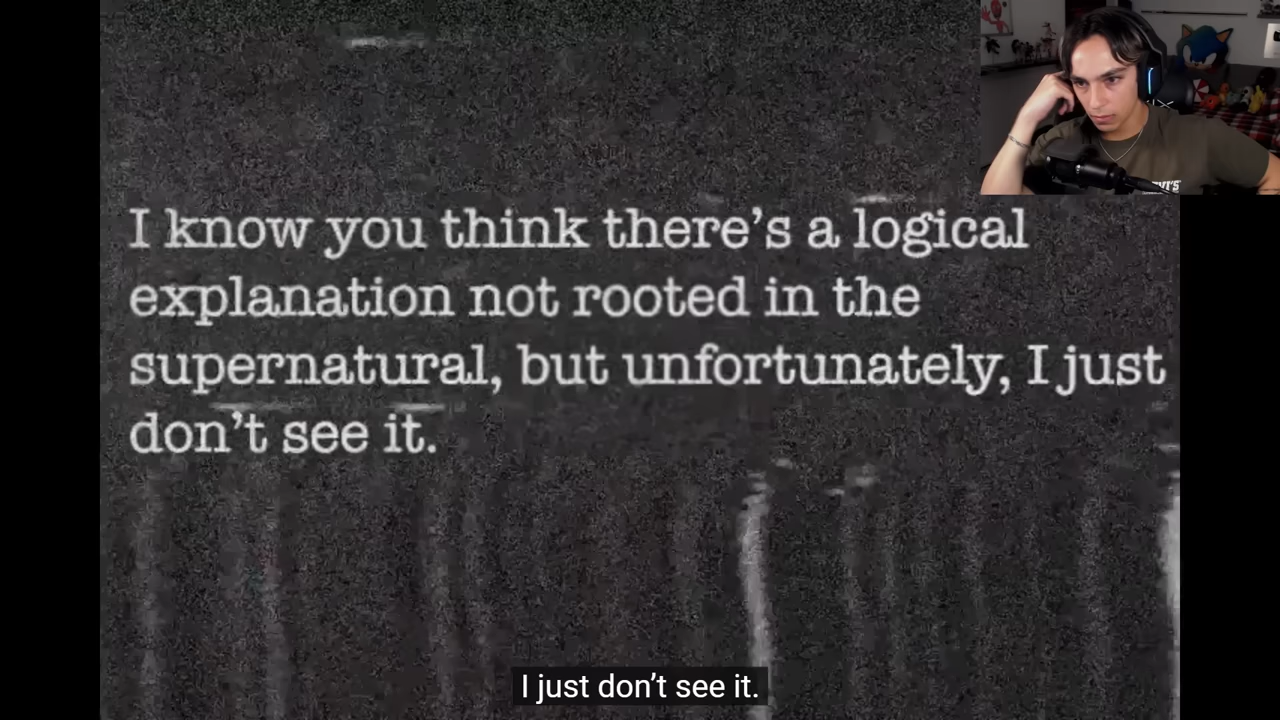 I know you think there’s a logical
explanation not rooted in the
supernatural, but unfortunately, I just
don’t see it.
I just don’t see it.